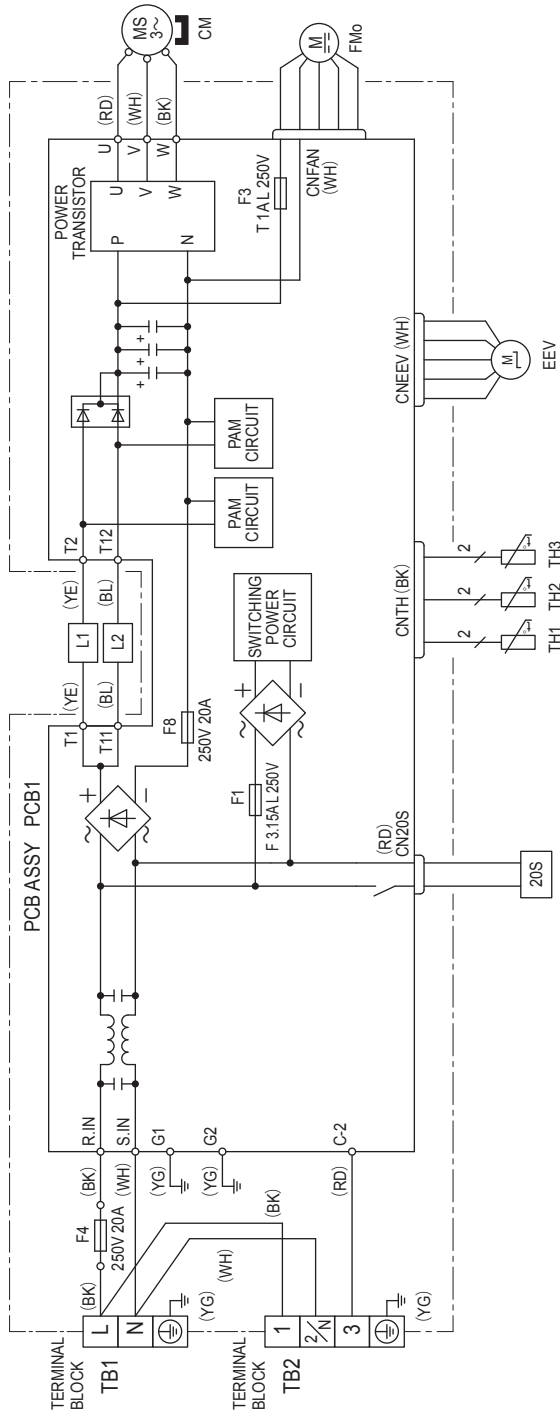 PCB ASSY PCB1
TERMINAL
BLOCK
TB1
L
N
(YG)
(BK)
F4
250V 20A
(BK)
R.IN
(WH)
S.IN
(YG)
G1
(YG)
G2
(RD)
C-2
(BK)
(WH)
TERMINAL
BLOCK
TB2
1
2/N
3
(YG)
+
−
~
~
T1
T11
(YE)
(BL)
L1
L2
(YE)
(BL)
T2
T12
F8
250V 20A
F1
F 3.15A L 250V
+
−
~
~
SWITCHING
POWER
CIRCUIT
PAM
CIRCUIT
PAM
CIRCUIT
+
+
+
POWER
TRANSISTOR
P
N
U
V
W
U
V
W
(RD)
(WH)
(BK)
MS
3~
CM
F3
T 1A L 250V
CNFAN
(WH)
M
FMo
(RD)
CN20S
20S
CNTH (BK)
2
2
2
TH1
TH2
TH3
CNEEV (WH)
M
EEV